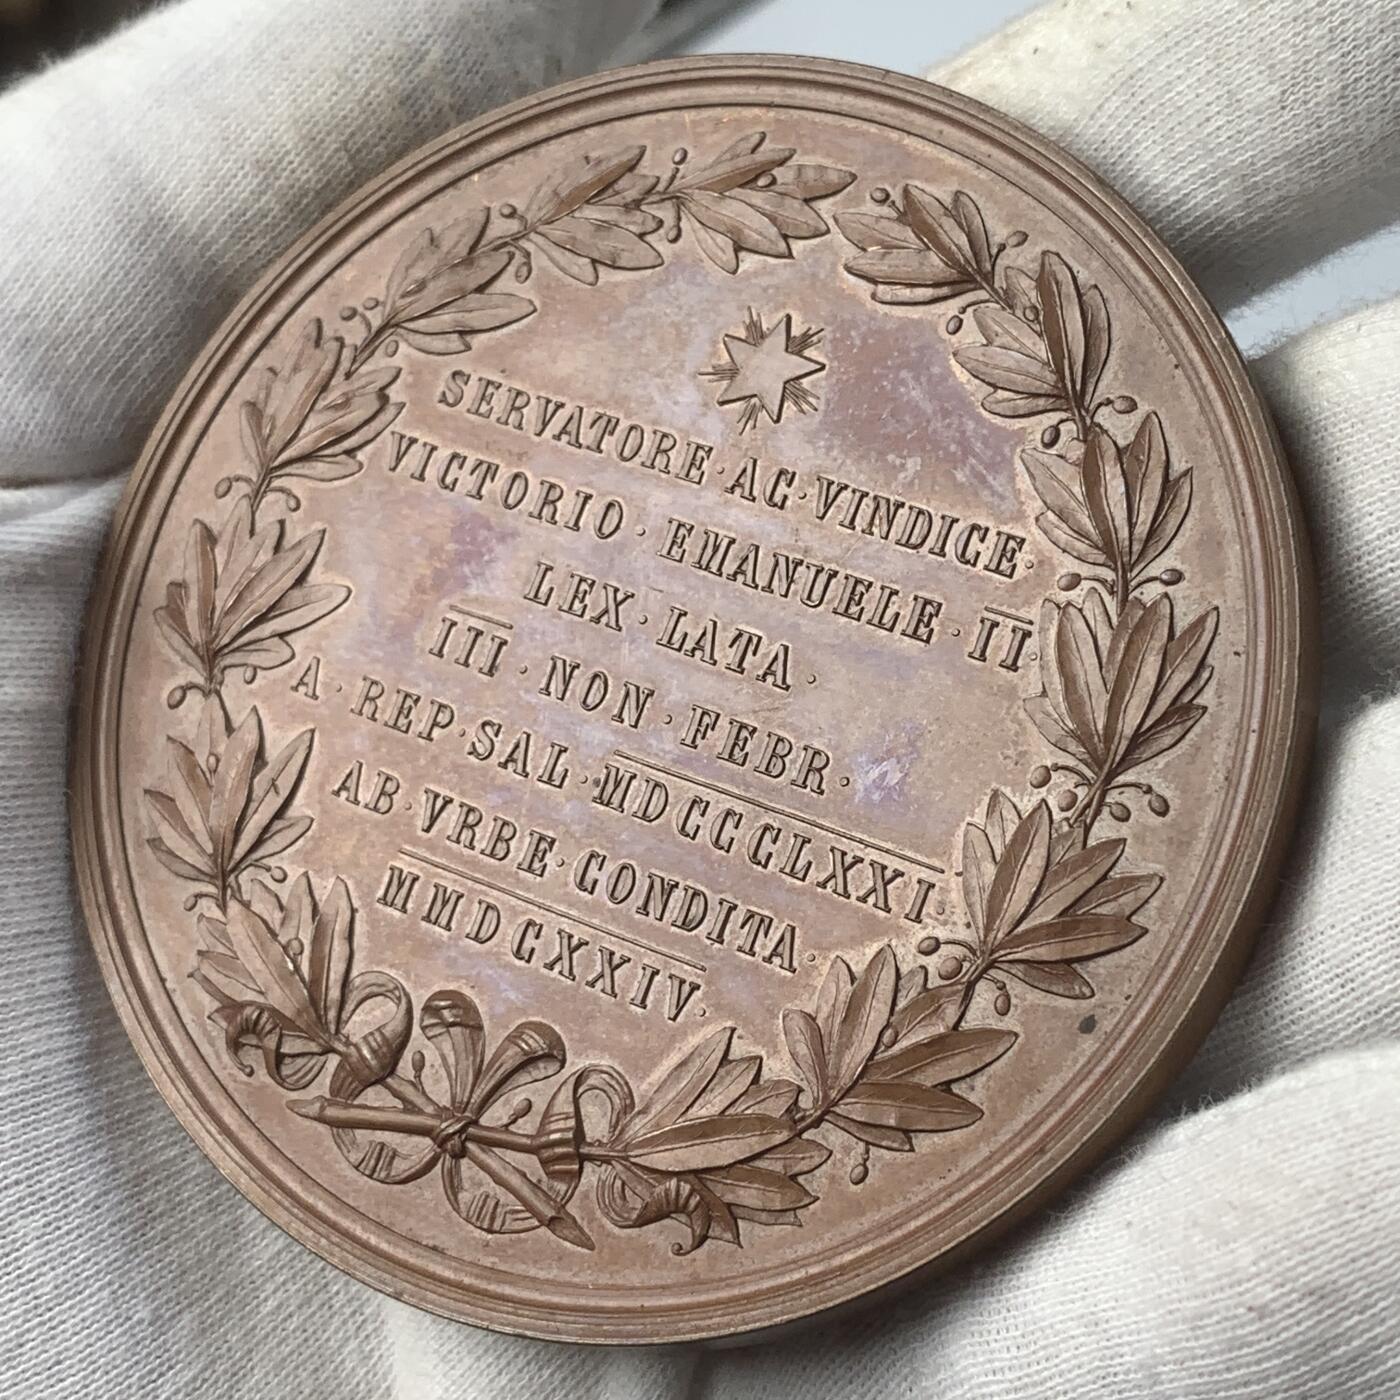 SERVATORE·AC·VINDICE·
VICTORIO·EMANUELE·II·
LEX·LATA·
III·NON·FEBR·
A·REP·SAL·MDCCCLXXI·
AB·VRBE·CONDITA·
MMDCXXIV·